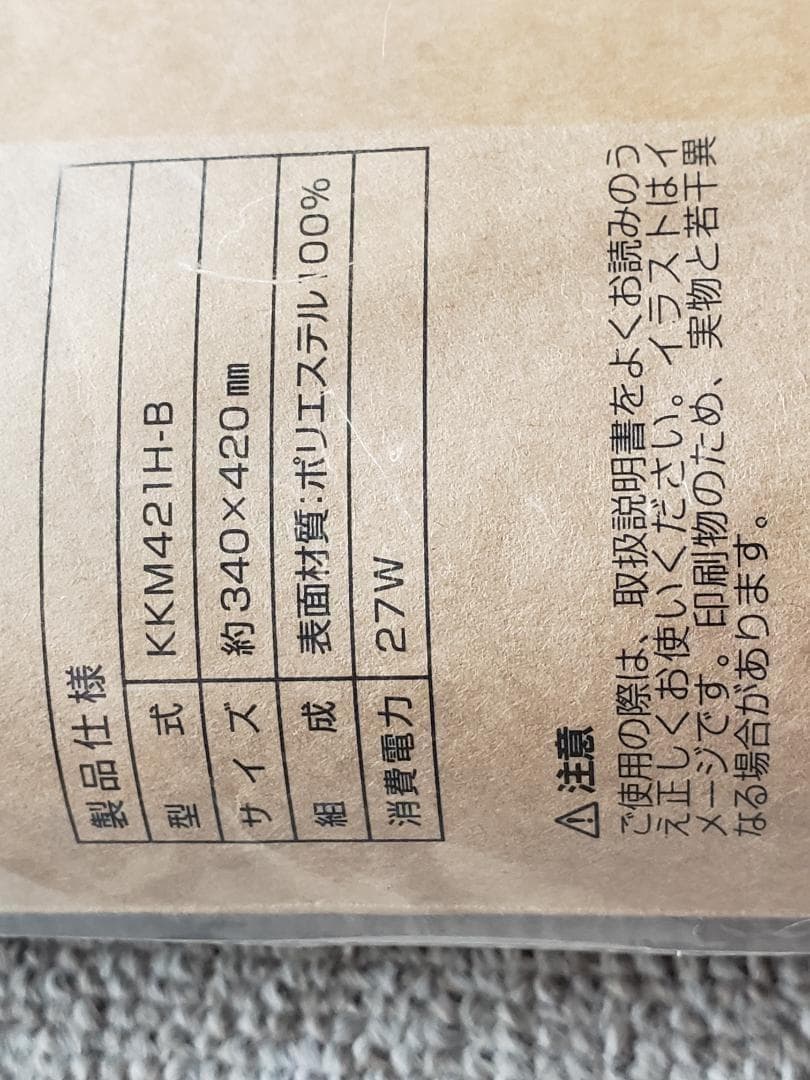 製品仕様
型式 KKM421H-B
サイズ 約340×420㎜
組成 表面材質:ポリエステル100%
消費電力 27W
⚠注意
ご使用の際は、取扱説明書をよくお読みのう
え正しくお使いください。イラストはイ
メージです。印刷物のため、実物と若干異
なる場合があります。